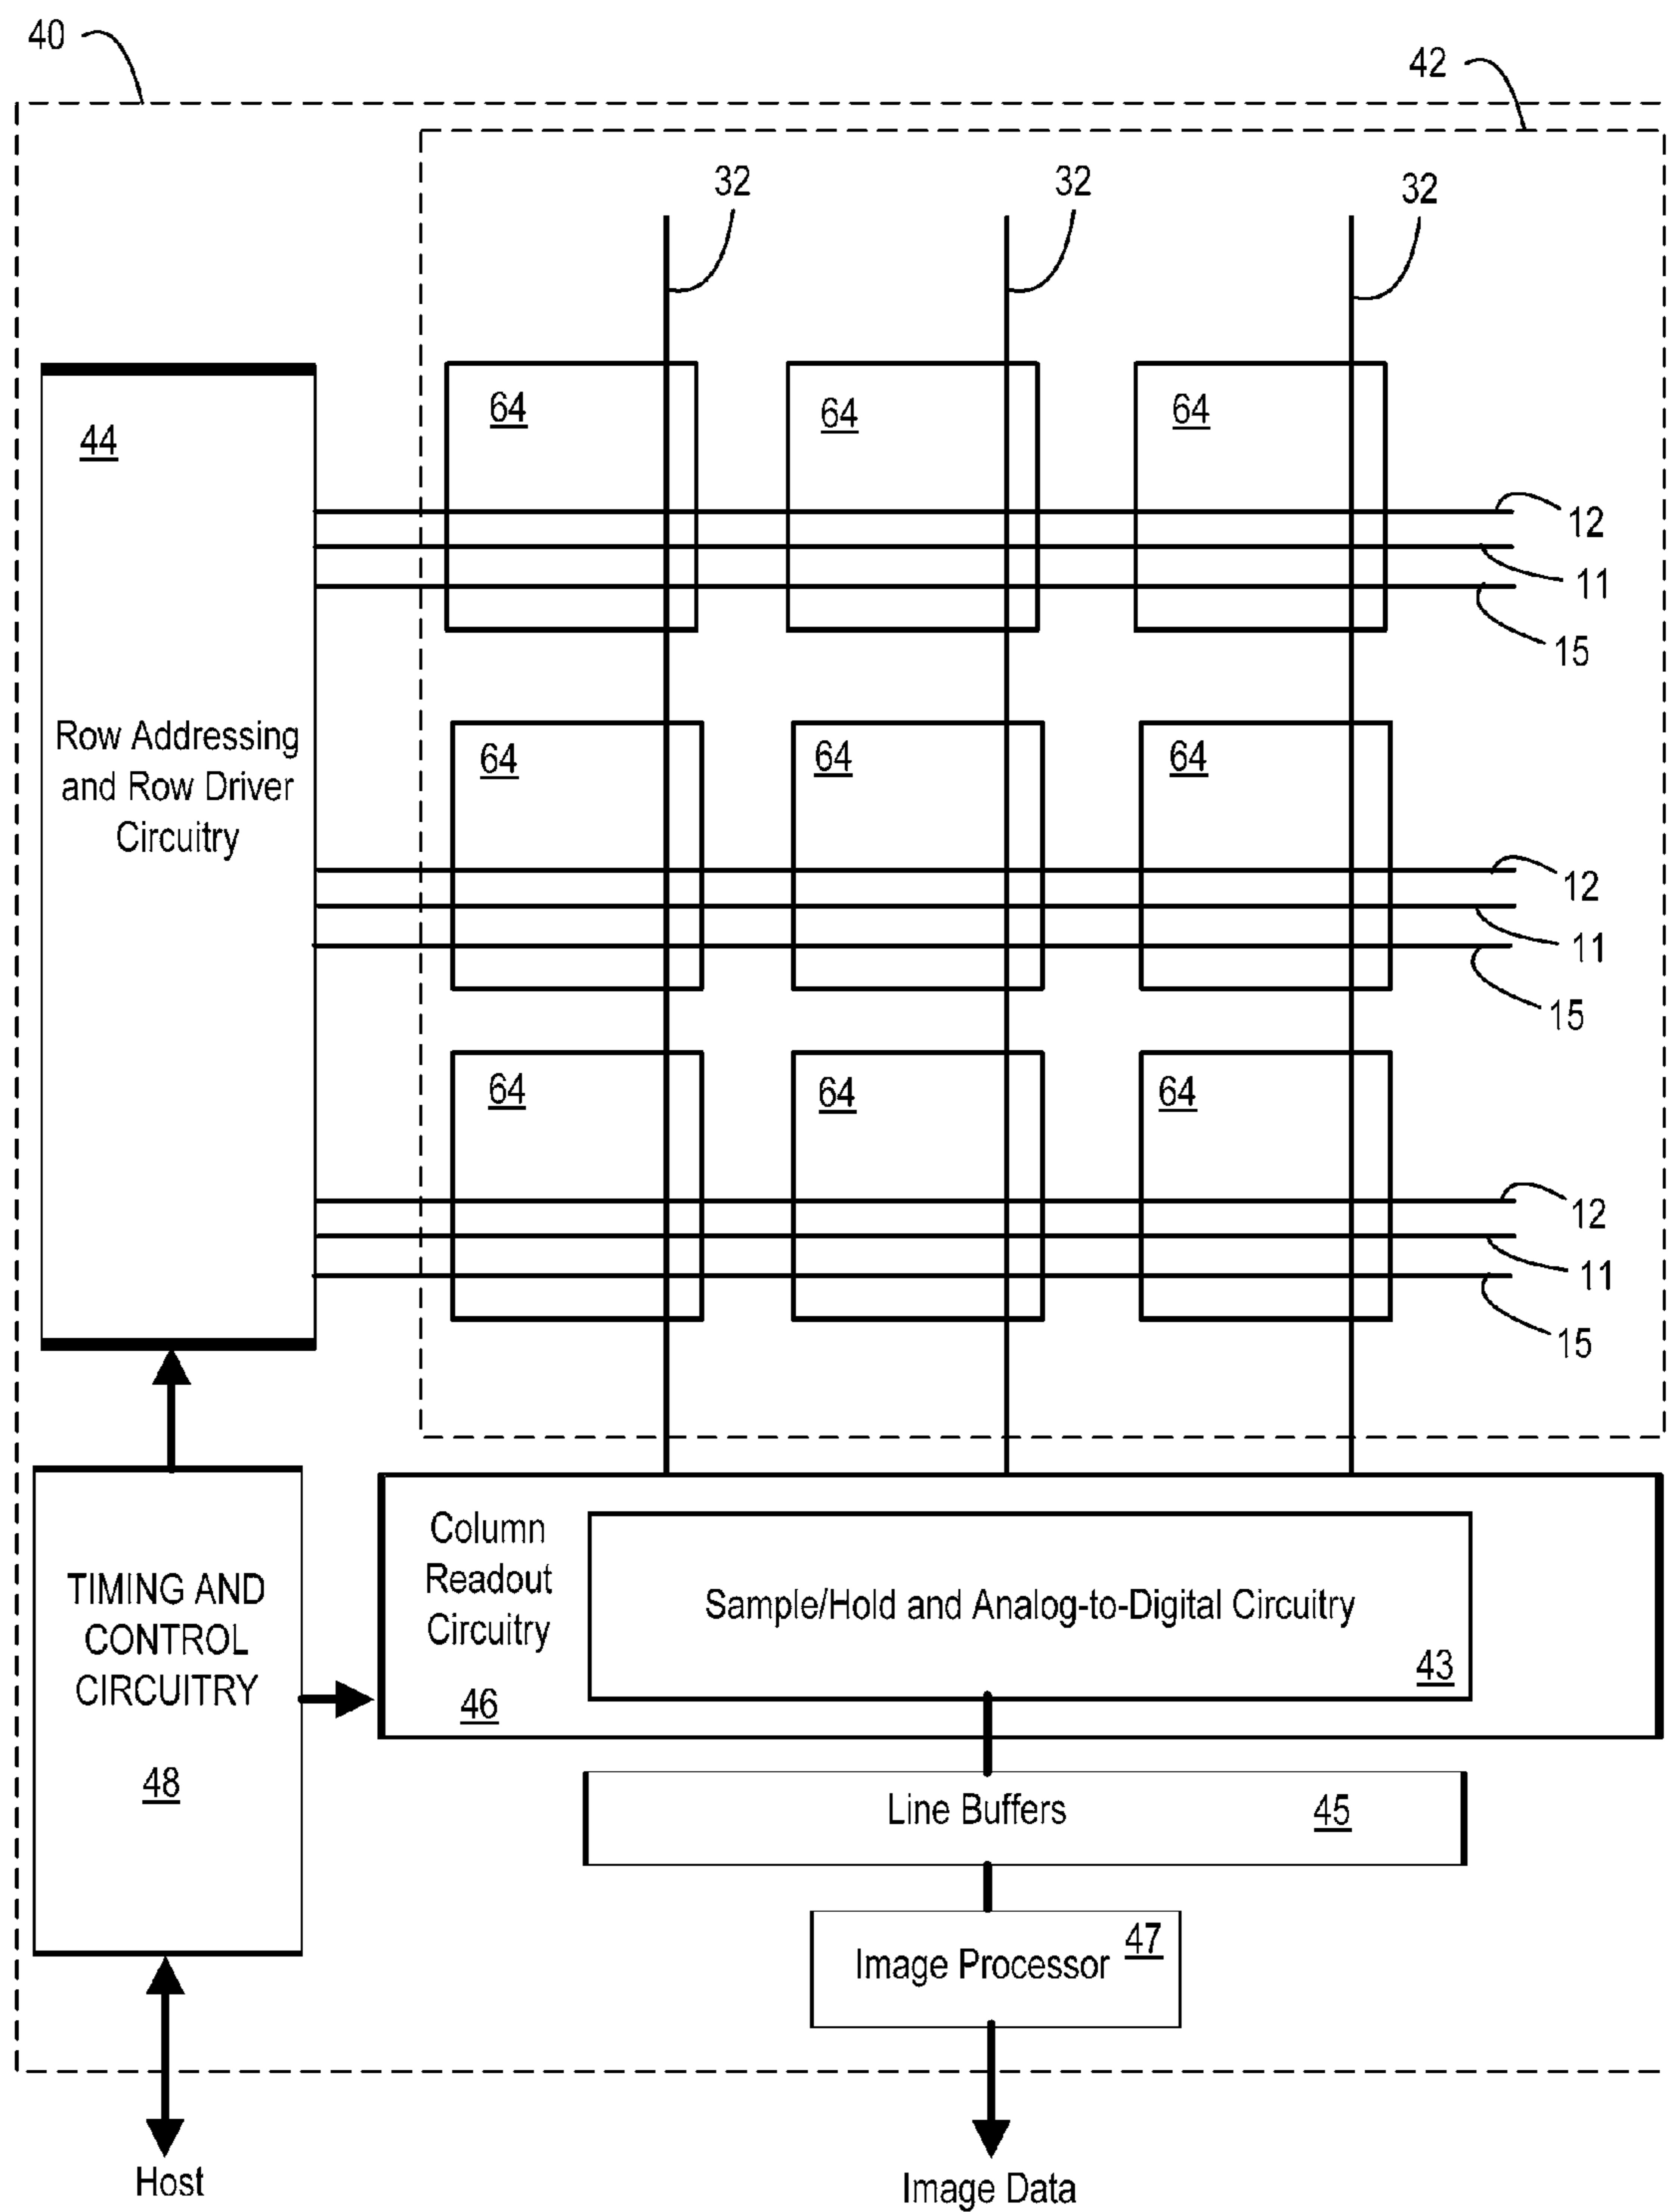 40
42
32 32 32
64 64 64
44
12
11
15
Row Addressing
and Row Driver
Circuitry
64 64 64
12
11
15
64 64 64
12
11
15
Column
Readout
Circuitry
46
Sample/Hold and Analog-to-Digital Circuitry
43
TIMING AND
CONTROL
CIRCUITRY
48
Line Buffers 45
Image Processor 47
Host
Image Data